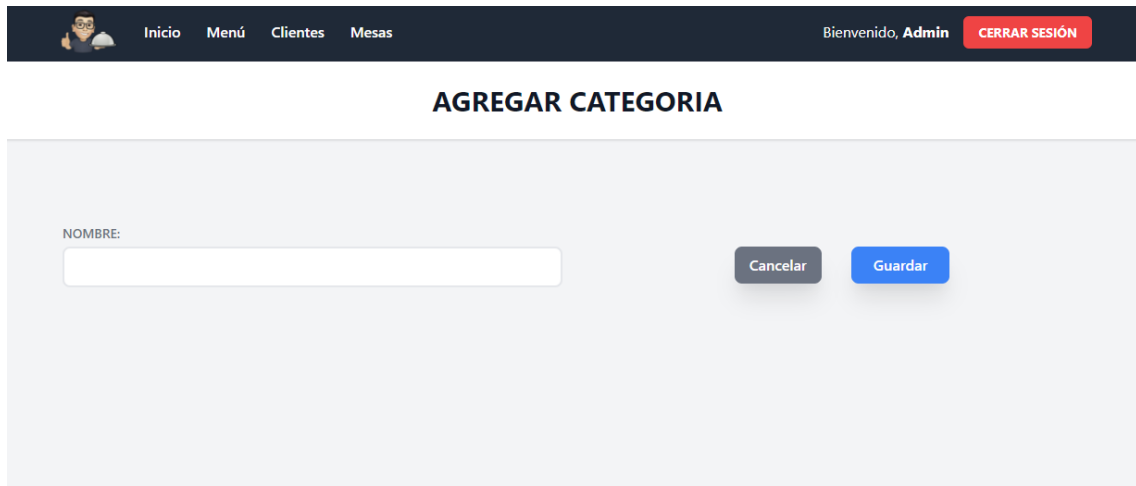 Inicio Menú Clientes Mesas Bienvenido, Admin CERRAR SESIÓN
AGREGAR CATEGORIA
NOMBRE:
Cancelar Guardar